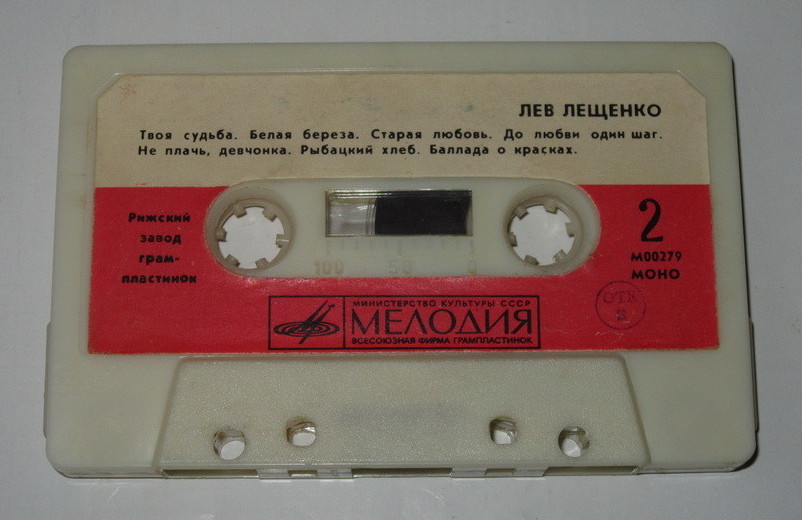 ЛЕВ ЛЕЩЕНКО
Твоя судьба. Белая береза. Старая любовь. До любви один шаг.
Не плачь, девчонка. Рыбацкий хлеб. Баллада о красках.
Рижский
завод
грам-
пластинок
2
М00279
МОНО
100 50 0
ОТК
МИНИСТЕРСТВО КУЛЬТУРЫ СССР
МЕЛОДИЯ
ВСЕСОЮЗНАЯ ФИРМА ГРАМПЛАСТИНОК